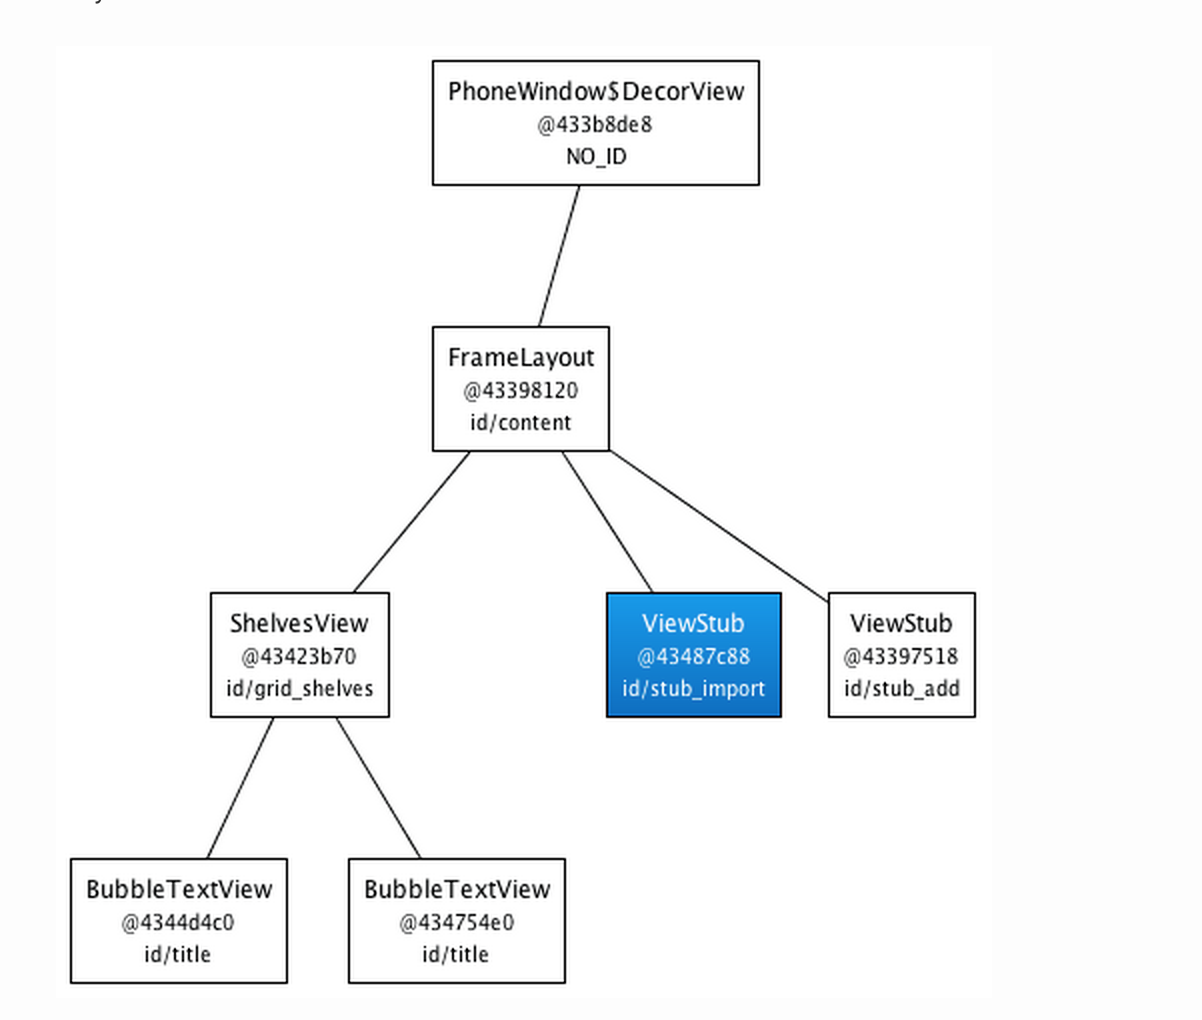 PhoneWindow$DecorView
@433b8de8
NO_ID
FrameLayout
@43398120
id/content
ShelvesView
@43423b70
id/grid_shelves
ViewStub
@43487c88
id/stub_import
ViewStub
@43397518
id/stub_add
BubbleTextView
@4344d4c0
id/title
BubbleTextView
@434754e0
id/title